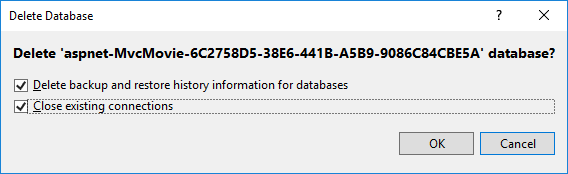 Delete Database
Delete 'aspnet-MvcMovie-6C2758D5-38E6-441B-A5B9-9086C84CBE5A' database?
Delete backup and restore history information for databases
Close existing connections
OK
Cancel